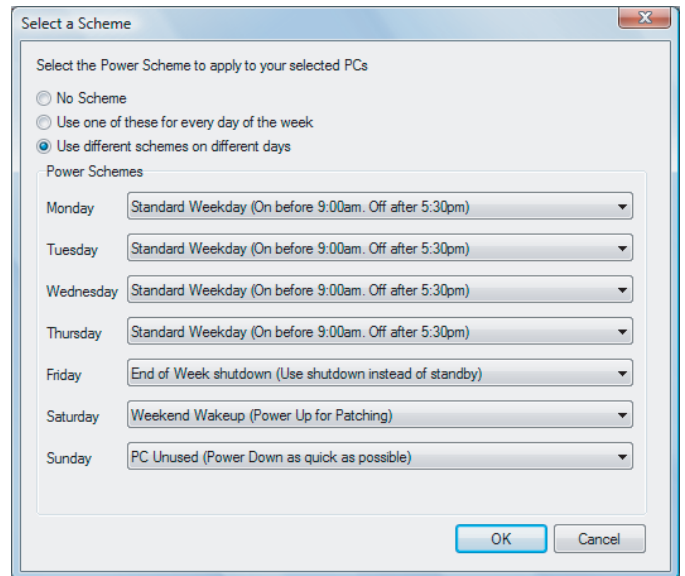 Select a Scheme
Select the Power Scheme to apply to your selected PCs
No Scheme
Use one of these for every day of the week
Use different schemes on different days
Power Schemes
Monday Standard Weekday (On before 9:00am. Off after 5:30pm)
Tuesday Standard Weekday (On before 9:00am. Off after 5:30pm)
Wednesday Standard Weekday (On before 9:00am. Off after 5:30pm)
Thursday Standard Weekday (On before 9:00am. Off after 5:30pm)
Friday End of Week shutdown (Use shutdown instead of standby)
Saturday Weekend Wakeup (Power Up for Patching)
Sunday PC Unused (Power Down as quick as possible)
OK Cancel